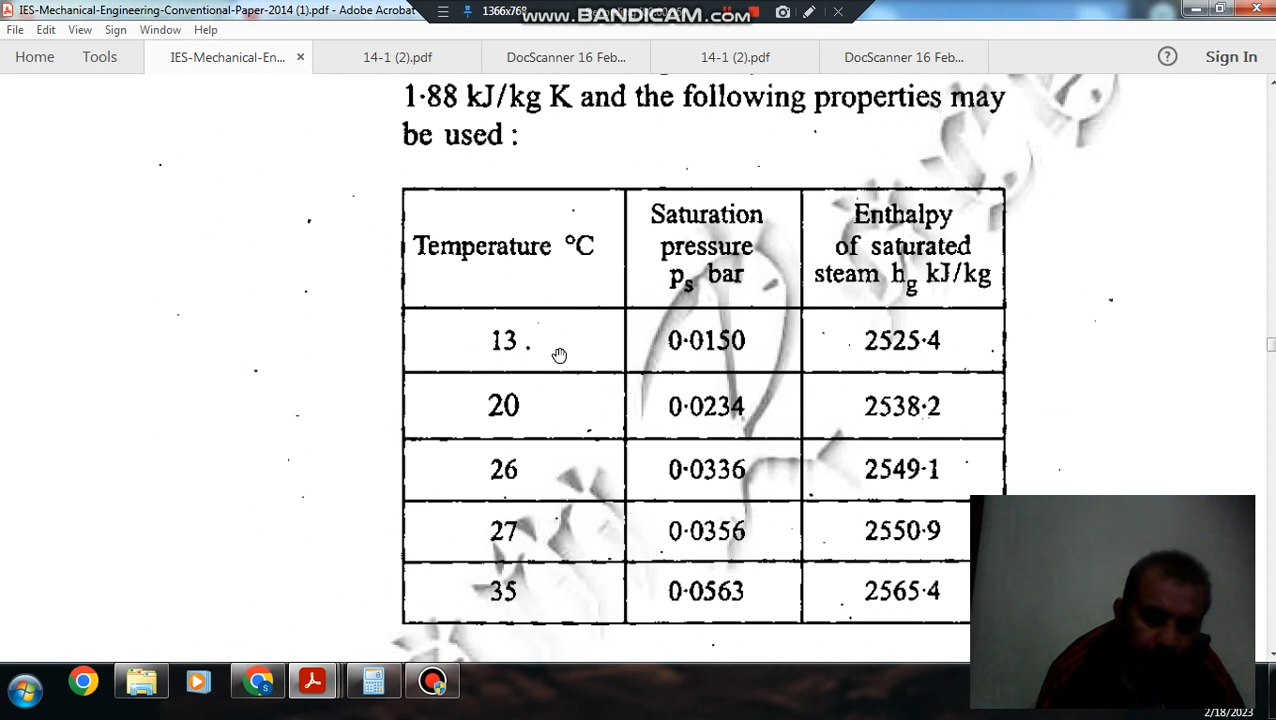 IES-Mechanical-Engineering-Conventional-Paper-2014 (1).pdf - Adobe Acrobat
1366x768
www.BANDICAM.com
File Edit View Sign Window Help
Home Tools IES-Mechanical-En... × 14-1 (2).pdf DocScanner 16 Feb... 14-1 (2).pdf DocScanner 16 Feb... Sign In
1·88 kJ/kg K and the following properties may
be used :
Temperature °C
Saturation
pressure
ps bar
Enthalpy
of saturated
steam hg kJ/kg
13 0·0150 2525·4
20 0·0234 2538·2
26 0·0336 2549·1
27 0·0356 2550·9
35 0·0563 2565·4
2/18/2023